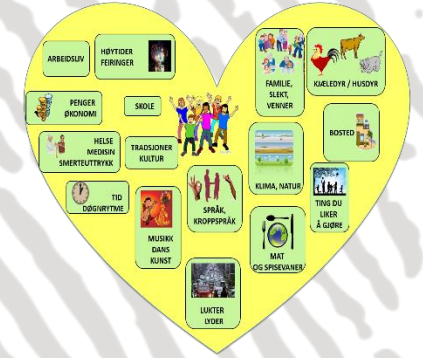 ARBEIDSLIV
HØYTIDER
FEIRINGER
FAMILIE,
SLEKT,
VENNER
KJÆLEDYR / HUSDYR
PENGER
ØKONOMI
SKOLE
BOSTED
HELSE
MEDISIN
SMERTEUTTRYKK
TRADSJONER
KULTUR
KLIMA, NATUR
TID
DØGNRYTME
SPRÅK,
KROPPSPRÅK
TING DU
LIKER
Å GJØRE
MUSIKK
DANS
KUNST
MAT
OG SPISEVANER
LUKTER
LYDER